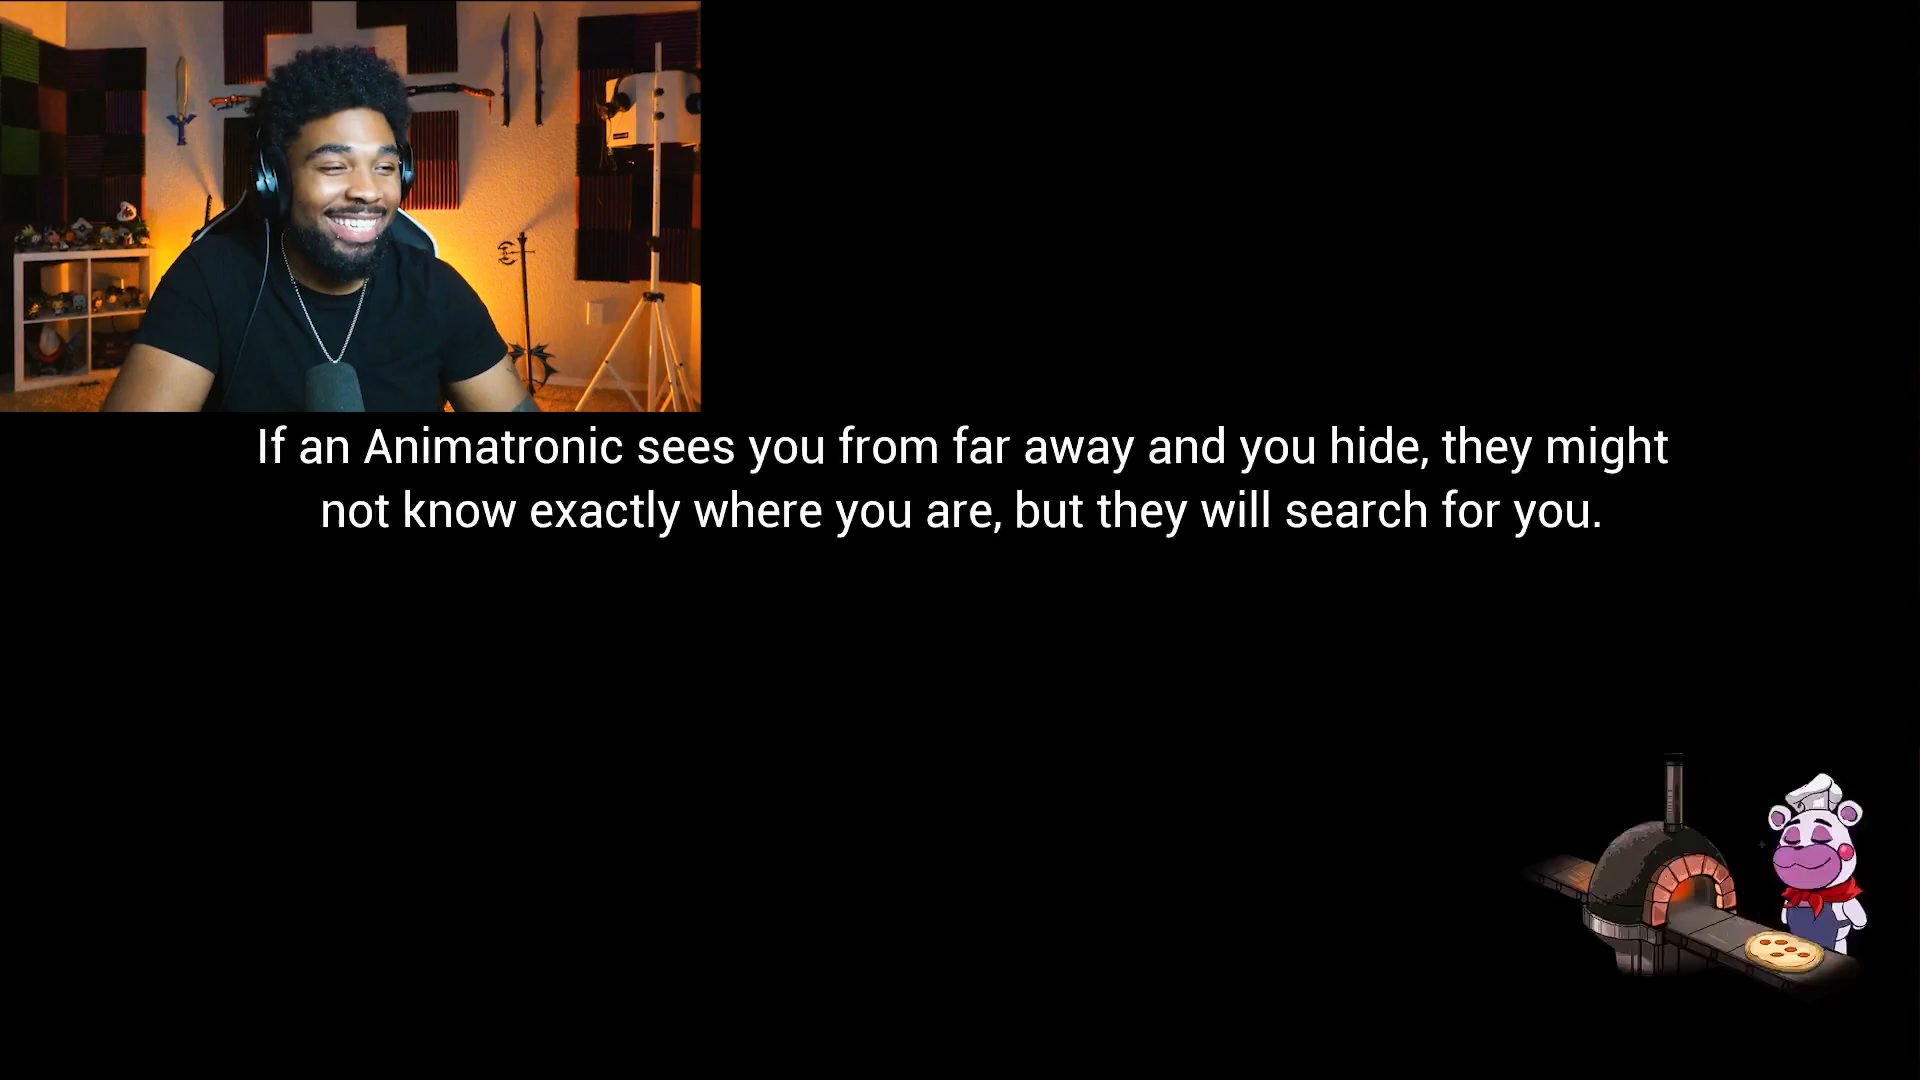 If an Animatronic sees you from far away and you hide, they might
not know exactly where you are, but they will search for you.